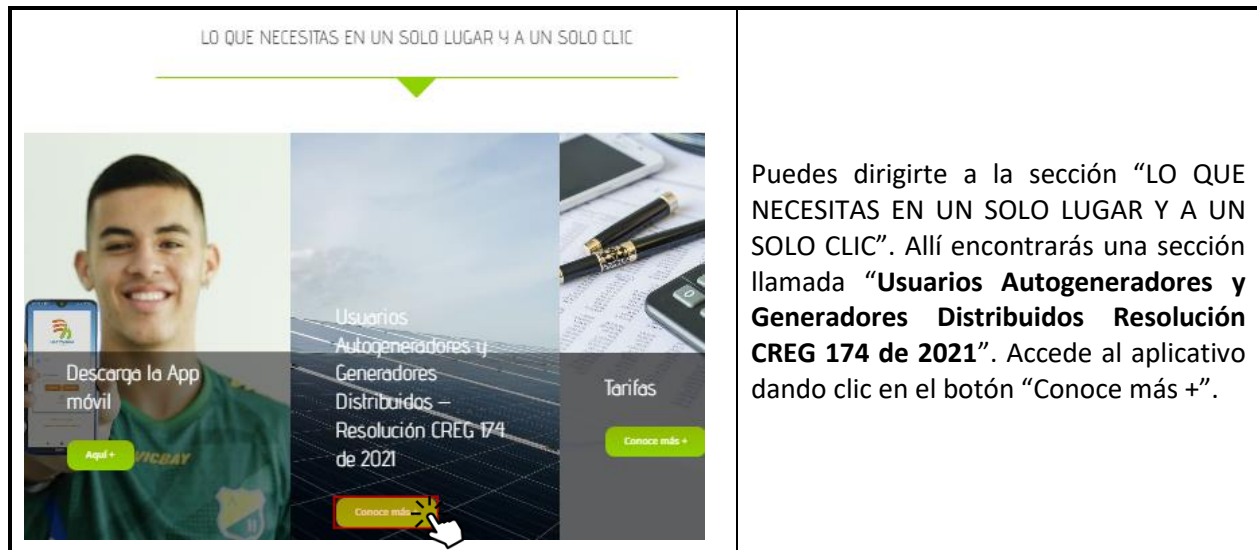 LO QUE NECESITAS EN UN SOLO LUGAR Y A UN SOLO CLIC
Descarga la App
móvil
Aquí +
VICBAY
Usuarios
Autogeneradores y
Generadores
Distribuidos –
Resolución CREG 174
de 2021
Conoce más +
Tarifas
Conoce más +
Puedes dirigirte a la sección “LO QUE
NECESITAS EN UN SOLO LUGAR Y A UN
SOLO CLIC”. Allí encontrarás una sección
llamada “Usuarios Autogeneradores y
Generadores Distribuidos Resolución
CREG 174 de 2021”. Accede al aplicativo
dando clic en el botón “Conoce más +”.